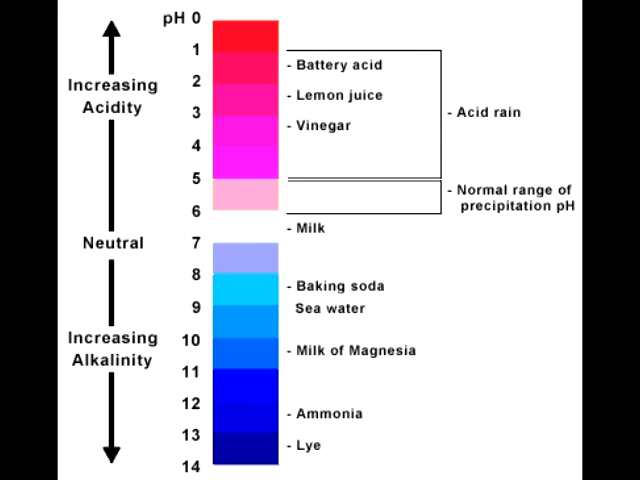 pH 0
1
- Battery acid
Increasing
Acidity
2
- Lemon juice
3
- Acid rain
- Vinegar
4
5
- Normal range of
precipitation pH
6
- Milk
Neutral
7
8
- Baking soda
9
Sea water
Increasing
Alkalinity
10
- Milk of Magnesia
11
12
- Ammonia
13
- Lye
14